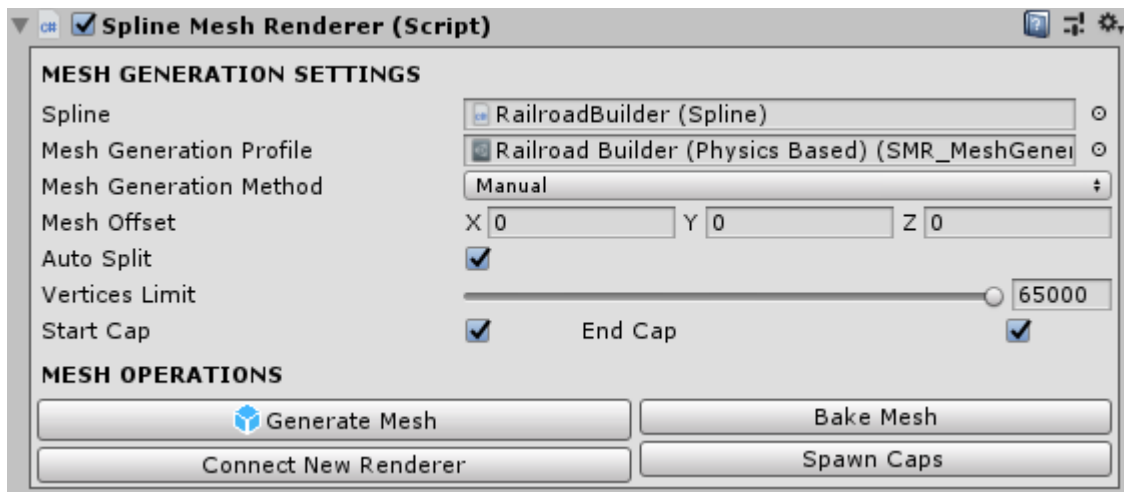 Spline Mesh Renderer (Script)
MESH GENERATION SETTINGS
Spline RailroadBuilder (Spline)
Mesh Generation Profile Railroad Builder (Physics Based) (SMR_MeshGener
Mesh Generation Method Manual
Mesh Offset X 0 Y 0 Z 0
Auto Split
Vertices Limit 65000
Start Cap End Cap
MESH OPERATIONS
Generate Mesh Bake Mesh
Connect New Renderer Spawn Caps